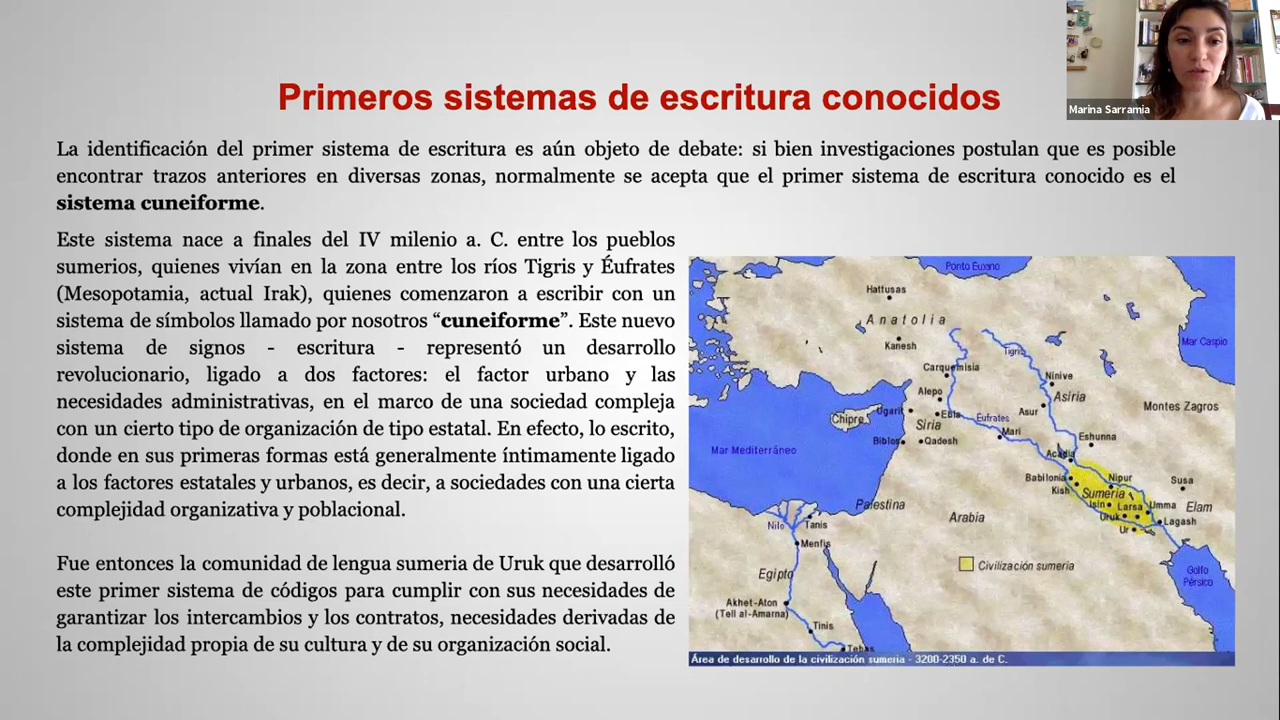 Marina Sarramia
Primeros sistemas de escritura conocidos
La identificación del primer sistema de escritura es aún objeto de debate: si bien investigaciones postulan que es posible
encontrar trazos anteriores en diversas zonas, normalmente se acepta que el primer sistema de escritura conocido es el
sistema cuneiforme.
Este sistema nace a finales del IV milenio a. C. entre los pueblos
sumerios, quienes vivían en la zona entre los ríos Tigris y Éufrates
(Mesopotamia, actual Irak), quienes comenzaron a escribir con un
sistema de símbolos llamado por nosotros “cuneiforme”. Este nuevo
sistema de signos - escritura - representó un desarrollo
revolucionario, ligado a dos factores: el factor urbano y las
necesidades administrativas, en el marco de una sociedad compleja
con un cierto tipo de organización de tipo estatal. En efecto, lo escrito,
donde en sus primeras formas está generalmente íntimamente ligado
a los factores estatales y urbanos, es decir, a sociedades con una cierta
complejidad organizativa y poblacional.
Fue entonces la comunidad de lengua sumeria de Uruk que desarrolló
este primer sistema de códigos para cumplir con sus necesidades de
garantizar los intercambios y los contratos, necesidades derivadas de
la complejidad propia de su cultura y de su organización social.
Ponto Euxino
Hattusas
Anatolia
Kanesh
Mar Caspio
Tigris
Carquemisia
Ninive
Alepo
Asiria
Montes Zagros
Ugarit
Ebla
Asur
Chipre
Siria
Éufrates
Mari
Biblos
Qadesh
Eshunna
Mar Mediterráneo
Acadia
Babilonia
Nipur
Susa
Kish
Sumeria
Isin
Larsa
Umma
Elam
Palestina
Arabia
Uruk
Lagash
Nilo
Tanis
Ur
Menfis
Civilización sumeria
Golfo
Pérsico
Egipto
Akhet-Aton
(Tell al-Amarna)
Tinis
Tebas
Área de desarrollo de la civilización sumeria - 3200-2350 a. de C.